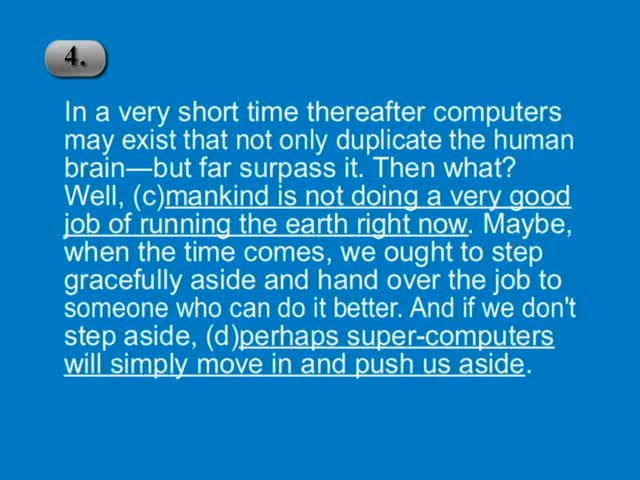 4.
In a very short time thereafter computers
may exist that not only duplicate the human
brain—but far surpass it. Then what?
Well, (c)mankind is not doing a very good
job of running the earth right now. Maybe,
when the time comes, we ought to step
gracefully aside and hand over the job to
someone who can do it better. And if we don't
step aside, (d)perhaps super-computers
will simply move in and push us aside.